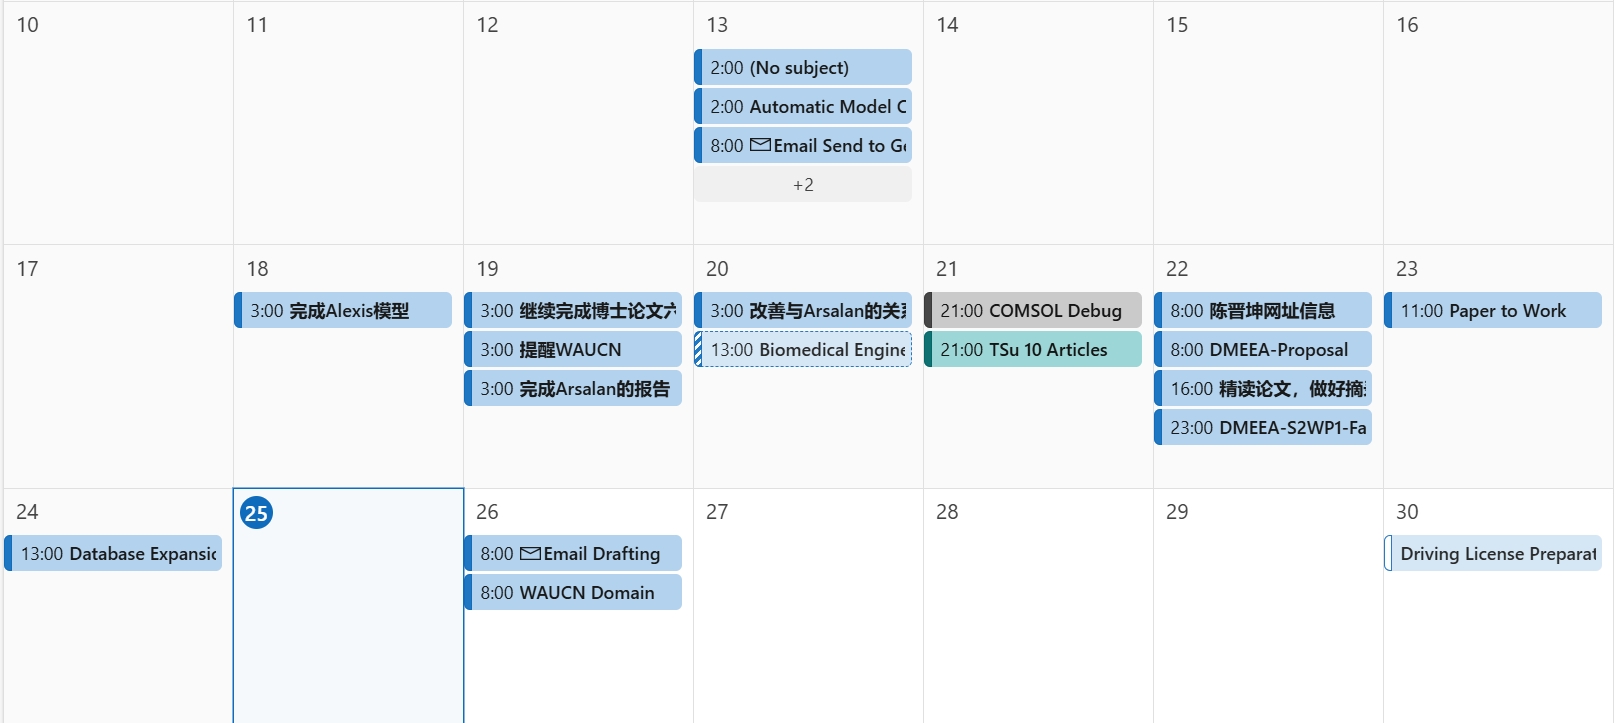 10
11
12
13
14
15
16
2:00 (No subject)
2:00 Automatic Model C
8:00 Email Send to Ge
+2
17
18
19
20
21
22
23
3:00 完成Alexis模型
3:00 继续完成博士论文六
3:00 改善与Arsalan的关系
21:00 COMSOL Debug
8:00 陈晋坤网址信息
11:00 Paper to Work
3:00 提醒WAUCN
13:00 Biomedical Engine
21:00 TSu 10 Articles
8:00 DMEEA-Proposal
3:00 完成Arsalan的报告
16:00 精读论文，做好摘
23:00 DMEEA-S2WP1-Fa
24
25
26
27
28
29
30
13:00 Database Expansic
8:00 Email Drafting
Driving License Preparat
8:00 WAUCN Domain